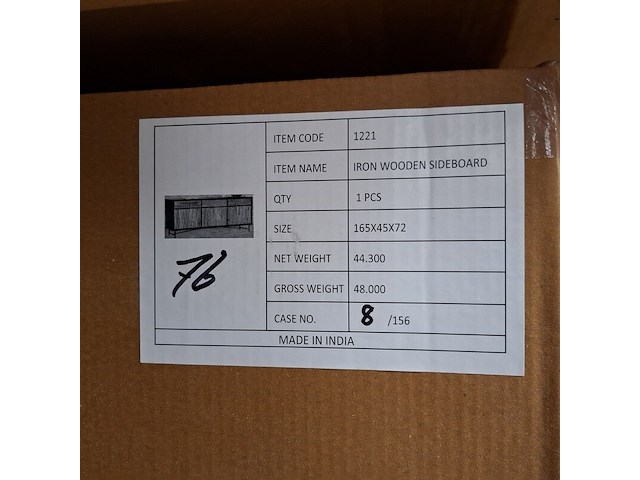 ITEM CODE 1221
ITEM NAME IRON WOODEN SIDEBOARD
QTY 1 PCS
SIZE 165X45X72
NET WEIGHT 44.300
76
GROSS WEIGHT 48.000
CASE NO. 8 /156
MADE IN INDIA